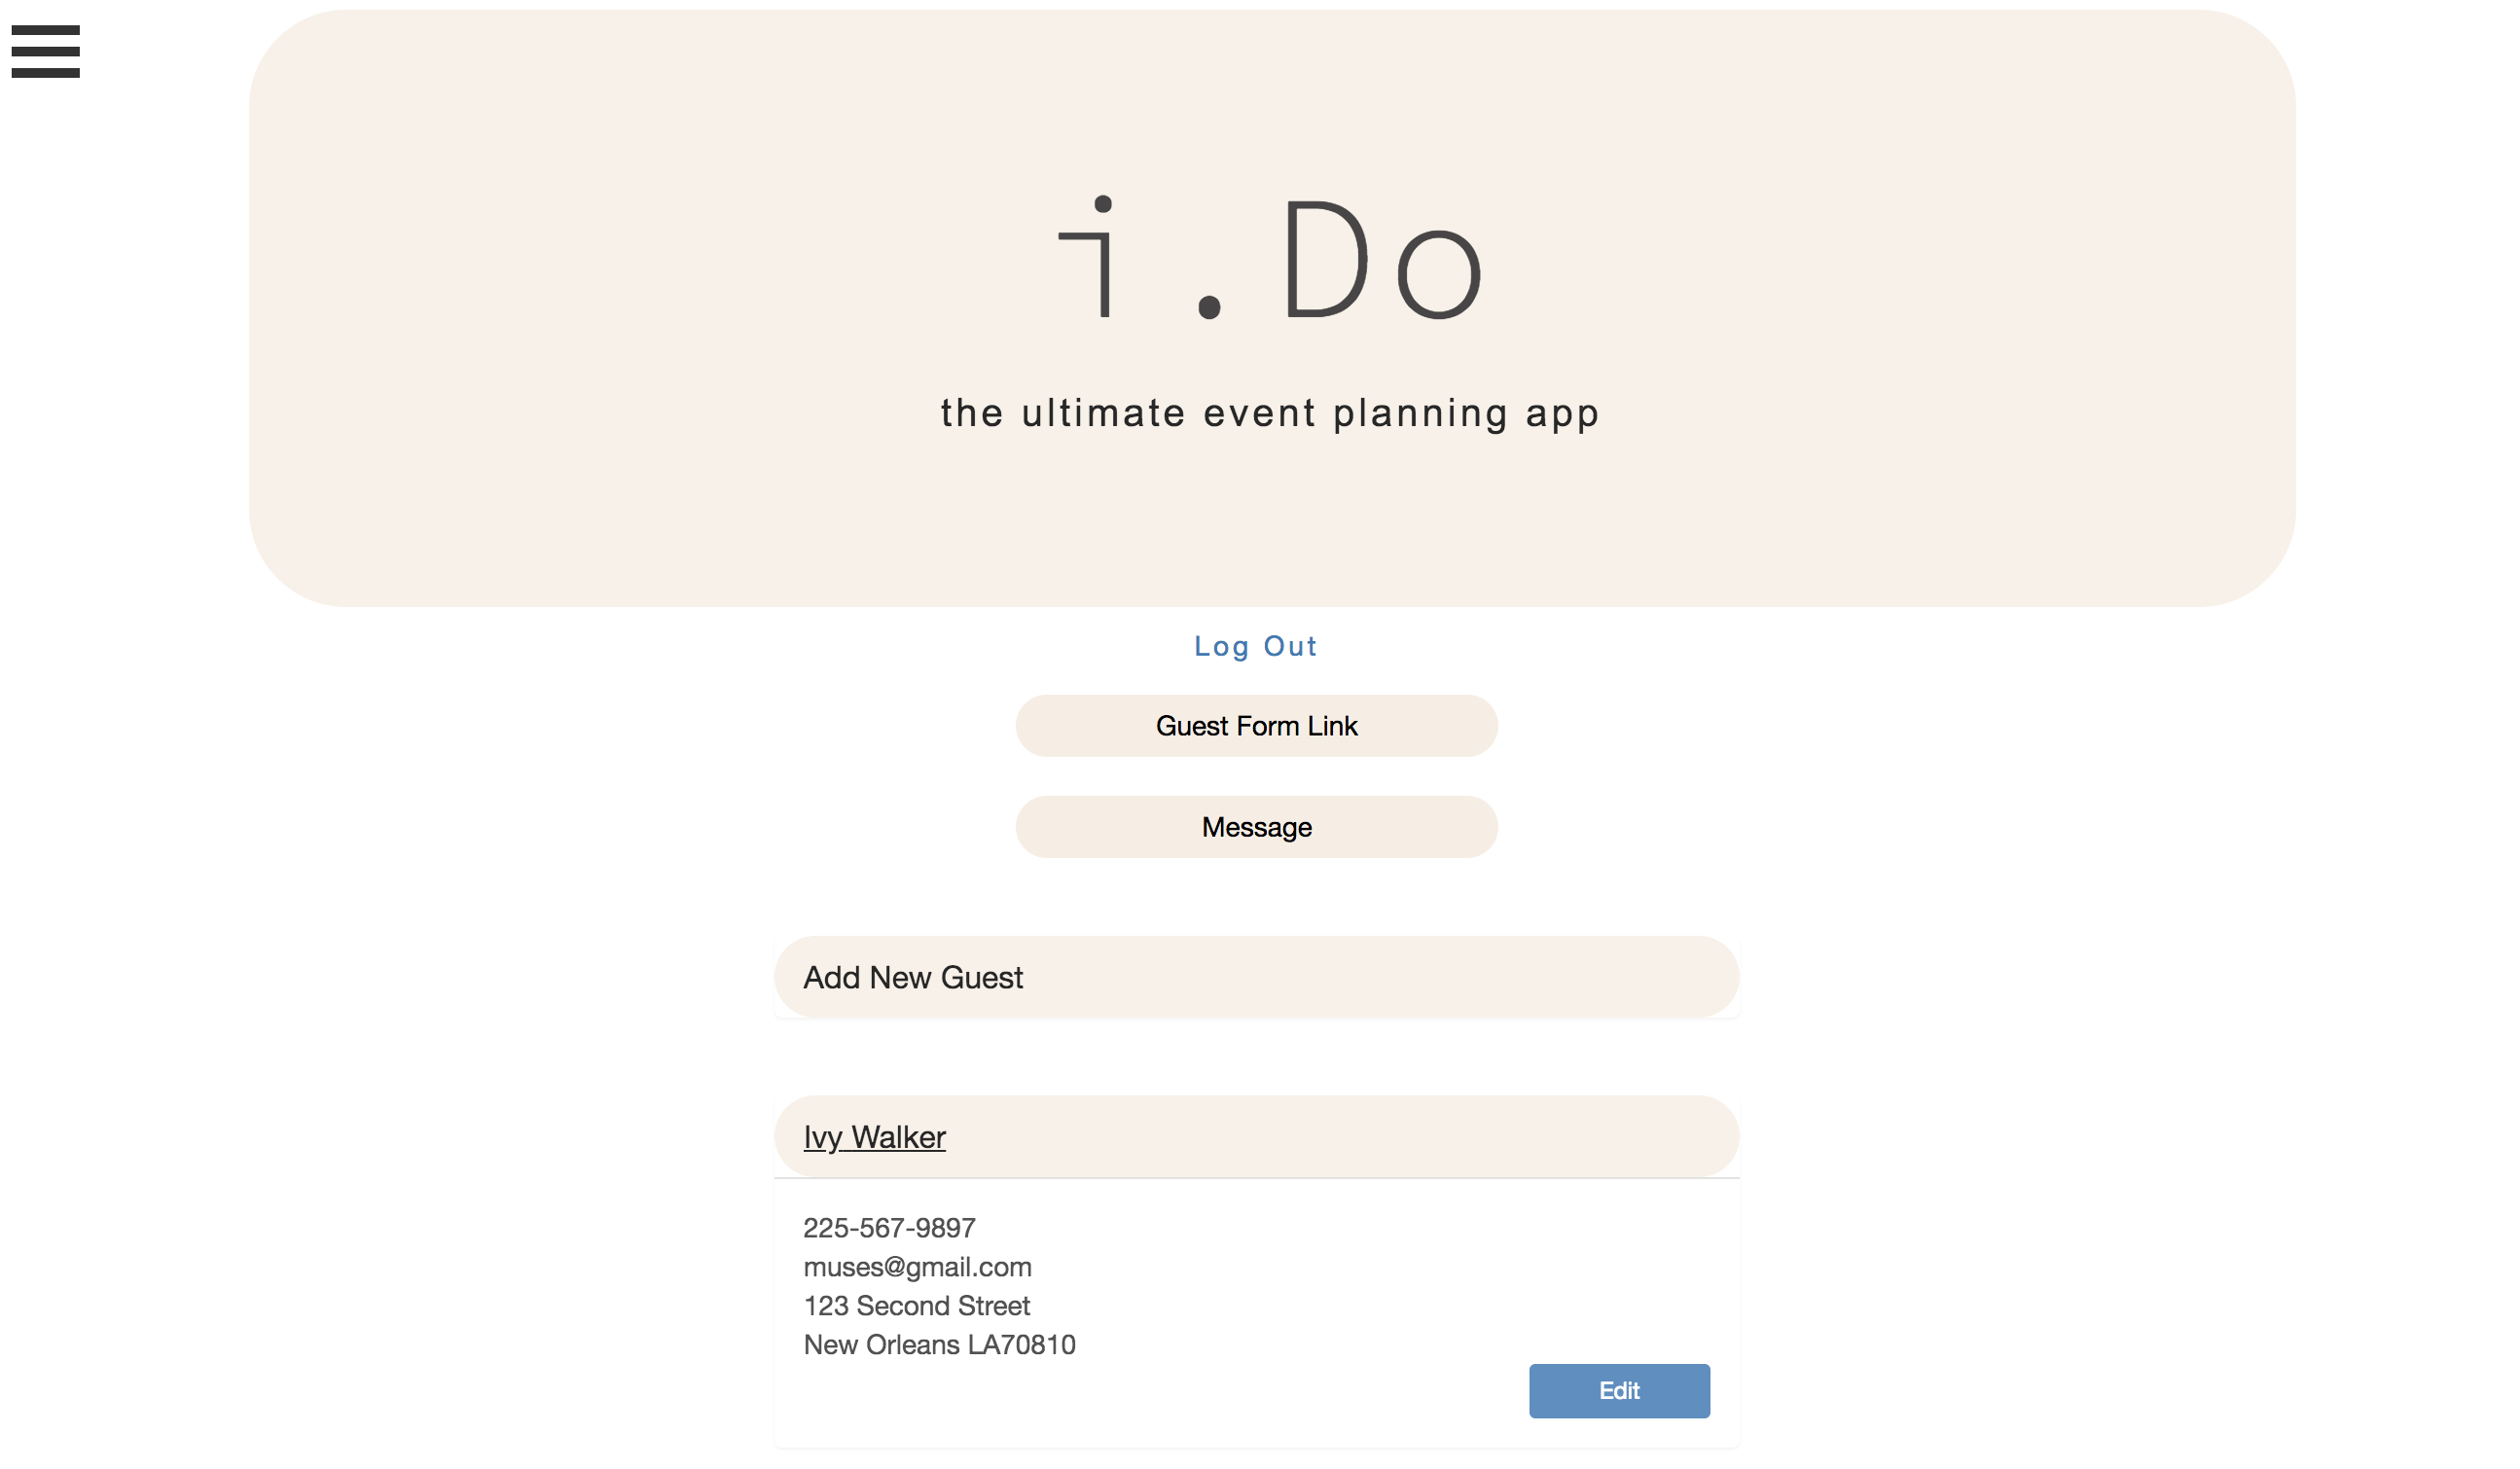 i.Do
the ultimate event planning app
Log Out
Guest Form Link
Message
Add New Guest
Ivy Walker
225-567-9897
muses@gmail.com
123 Second Street
New Orleans LA70810
Edit